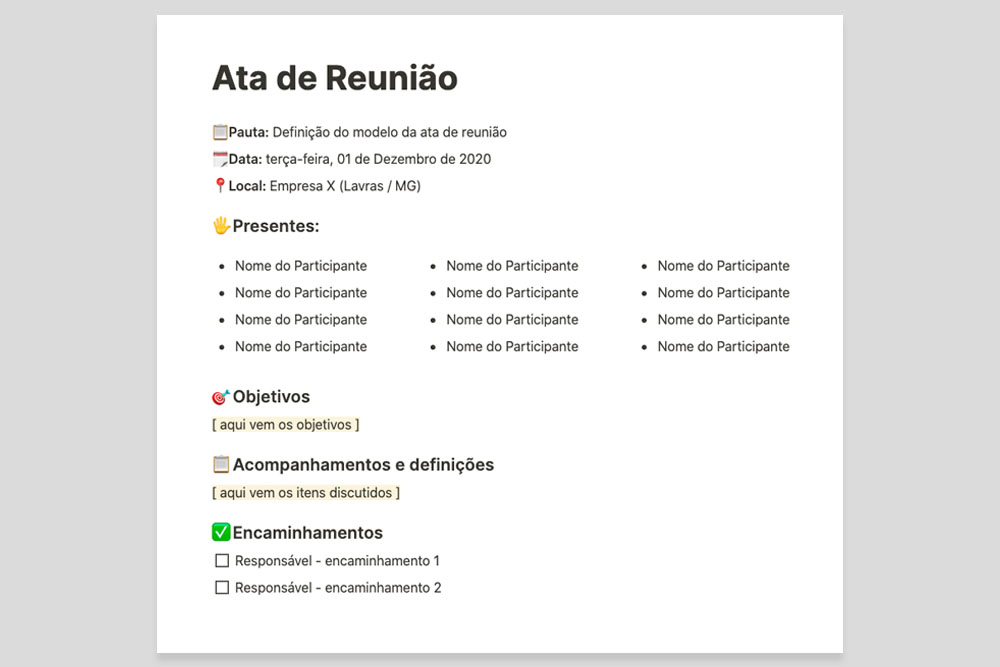 Ata de Reunião
📋Pauta: Definição do modelo da ata de reunião
🗓️Data: terça-feira, 01 de Dezembro de 2020
📍Local: Empresa X (Lavras / MG)
🖐️Presentes:
• Nome do Participante • Nome do Participante • Nome do Participante
• Nome do Participante • Nome do Participante • Nome do Participante
• Nome do Participante • Nome do Participante • Nome do Participante
• Nome do Participante • Nome do Participante • Nome do Participante
🎯Objetivos
[ aqui vem os objetivos ]
📋Acompanhamentos e definições
[ aqui vem os itens discutidos ]
✅Encaminhamentos
☐ Responsável - encaminhamento 1
☐ Responsável - encaminhamento 2